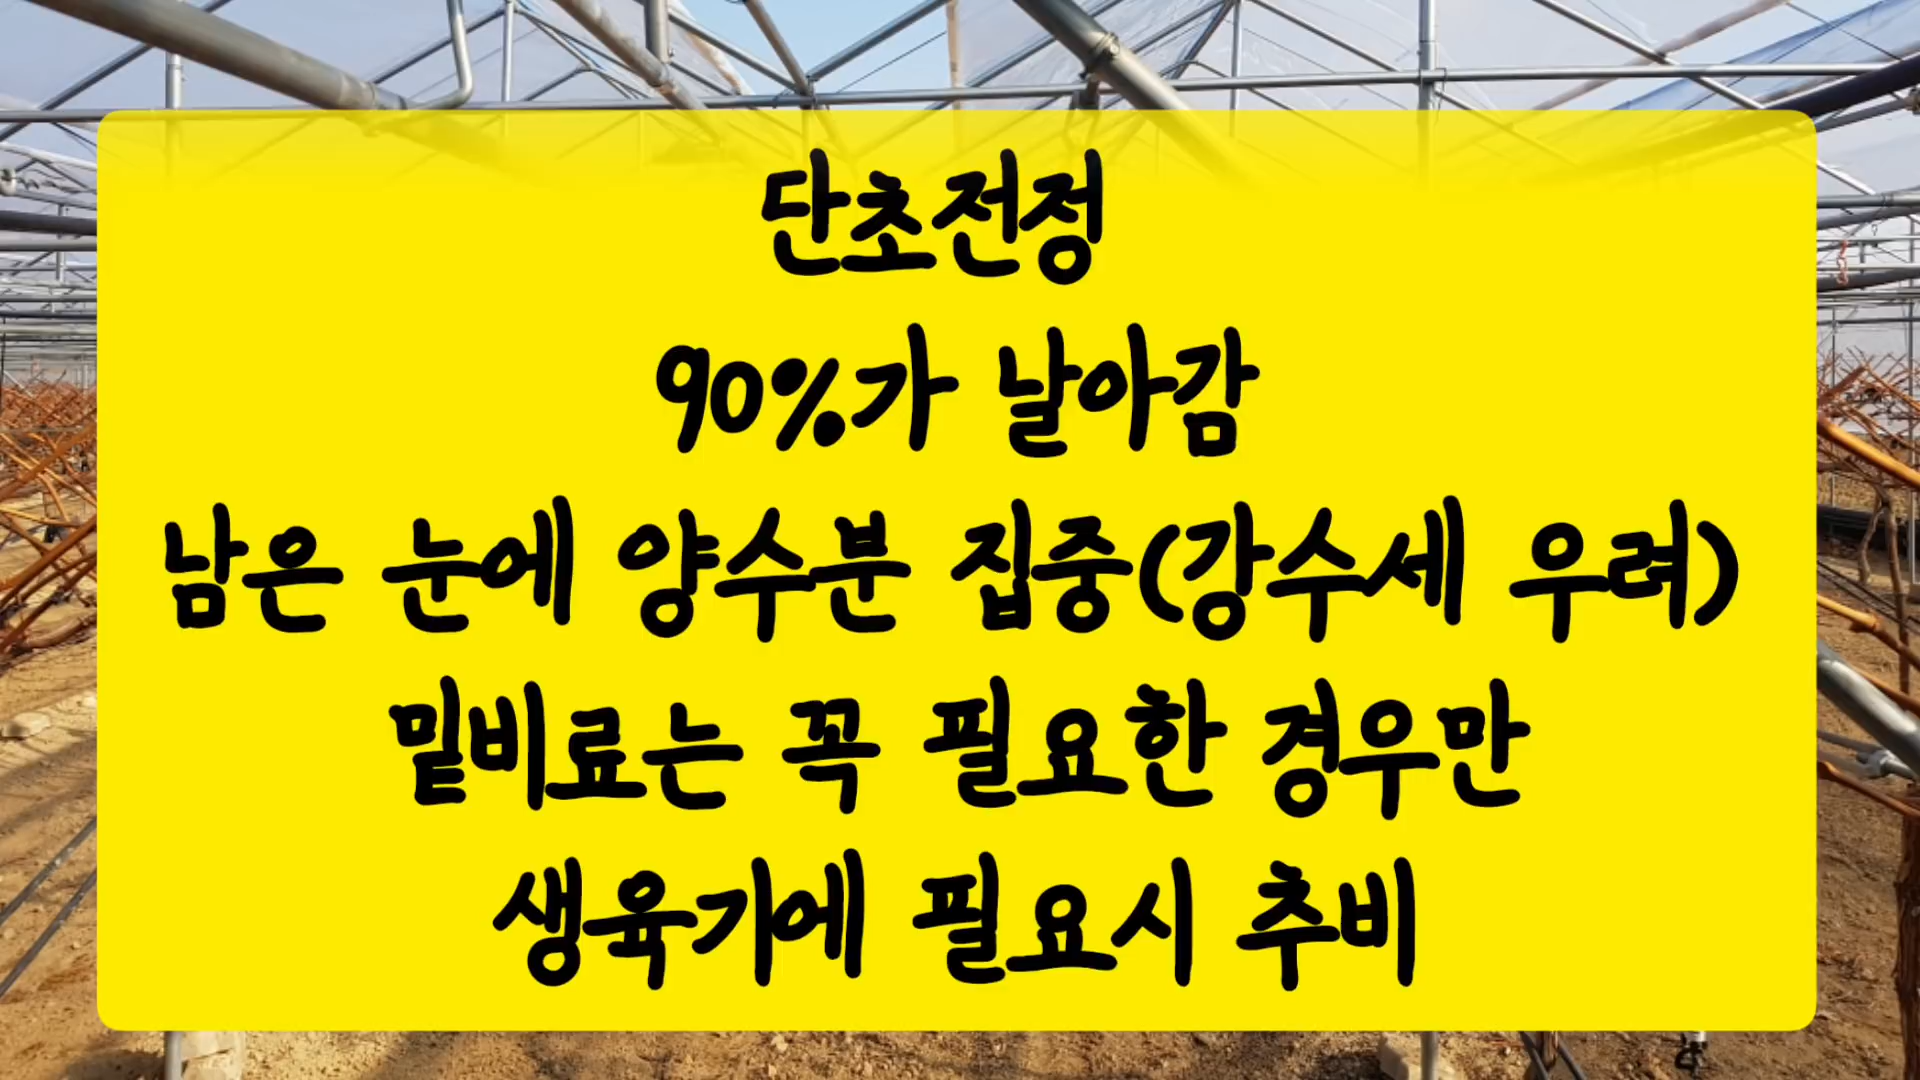 단초전정
90%가 날아감
남은 눈에 양수분 집중(강수세 우려)
밑비료는 꼭 필요한 경우만
생육기에 필요시 추비